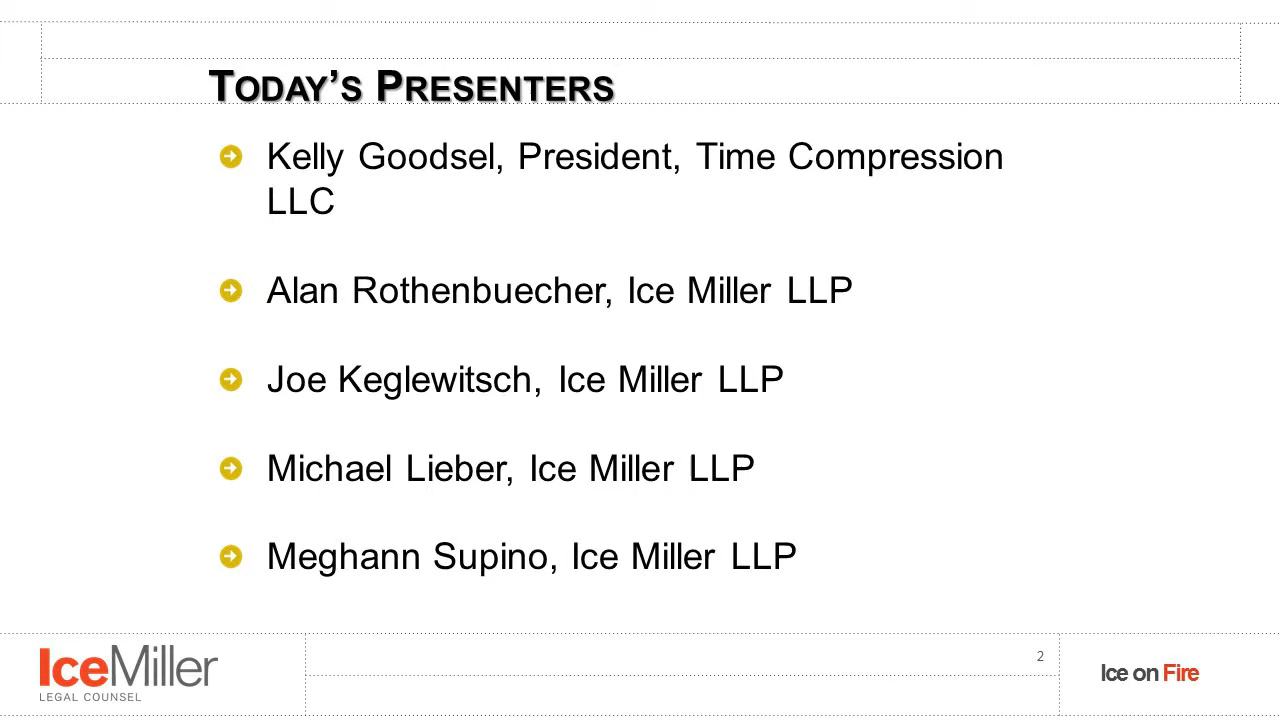 TODAY'S PRESENTERS
Kelly Goodsel, President, Time Compression
LLC
Alan Rothenbuecher, Ice Miller LLP
Joe Keglewitsch, Ice Miller LLP
Michael Lieber, Ice Miller LLP
Meghann Supino, Ice Miller LLP
IceMiller
LEGAL COUNSEL
2
Ice on Fire